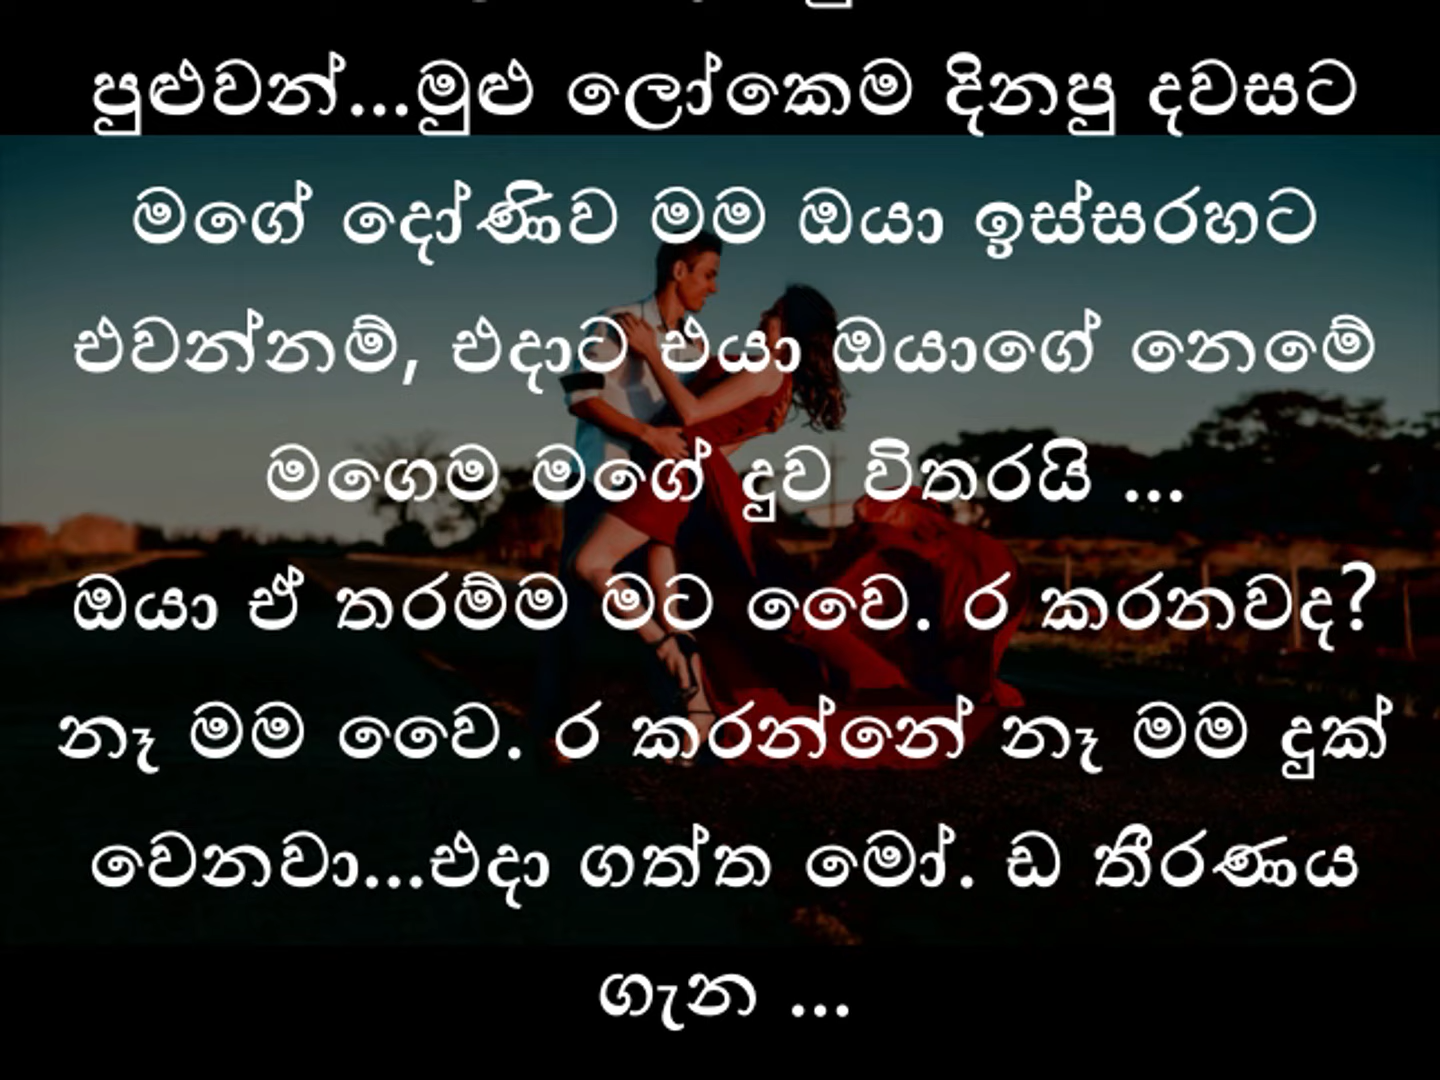 පුළුවන්...මුළු ලෝකෙම දිනපු දවසට
මගේ දෝණිව මම ඔයා ඉස්සරහට
එවන්නම්, එදාට එයා ඔයාගේ නෙමේ
මගෙම මගේ දුව විතරයි ...
ඔයා ඒ තරම්ම මට වෛ. ර කරනවද?
නෑ මම වෛ. ර කරන්නේ නෑ මම දුක්
වෙනවා...එදා ගත්ත මෝ. ඩ තීරණය
ගැන ...